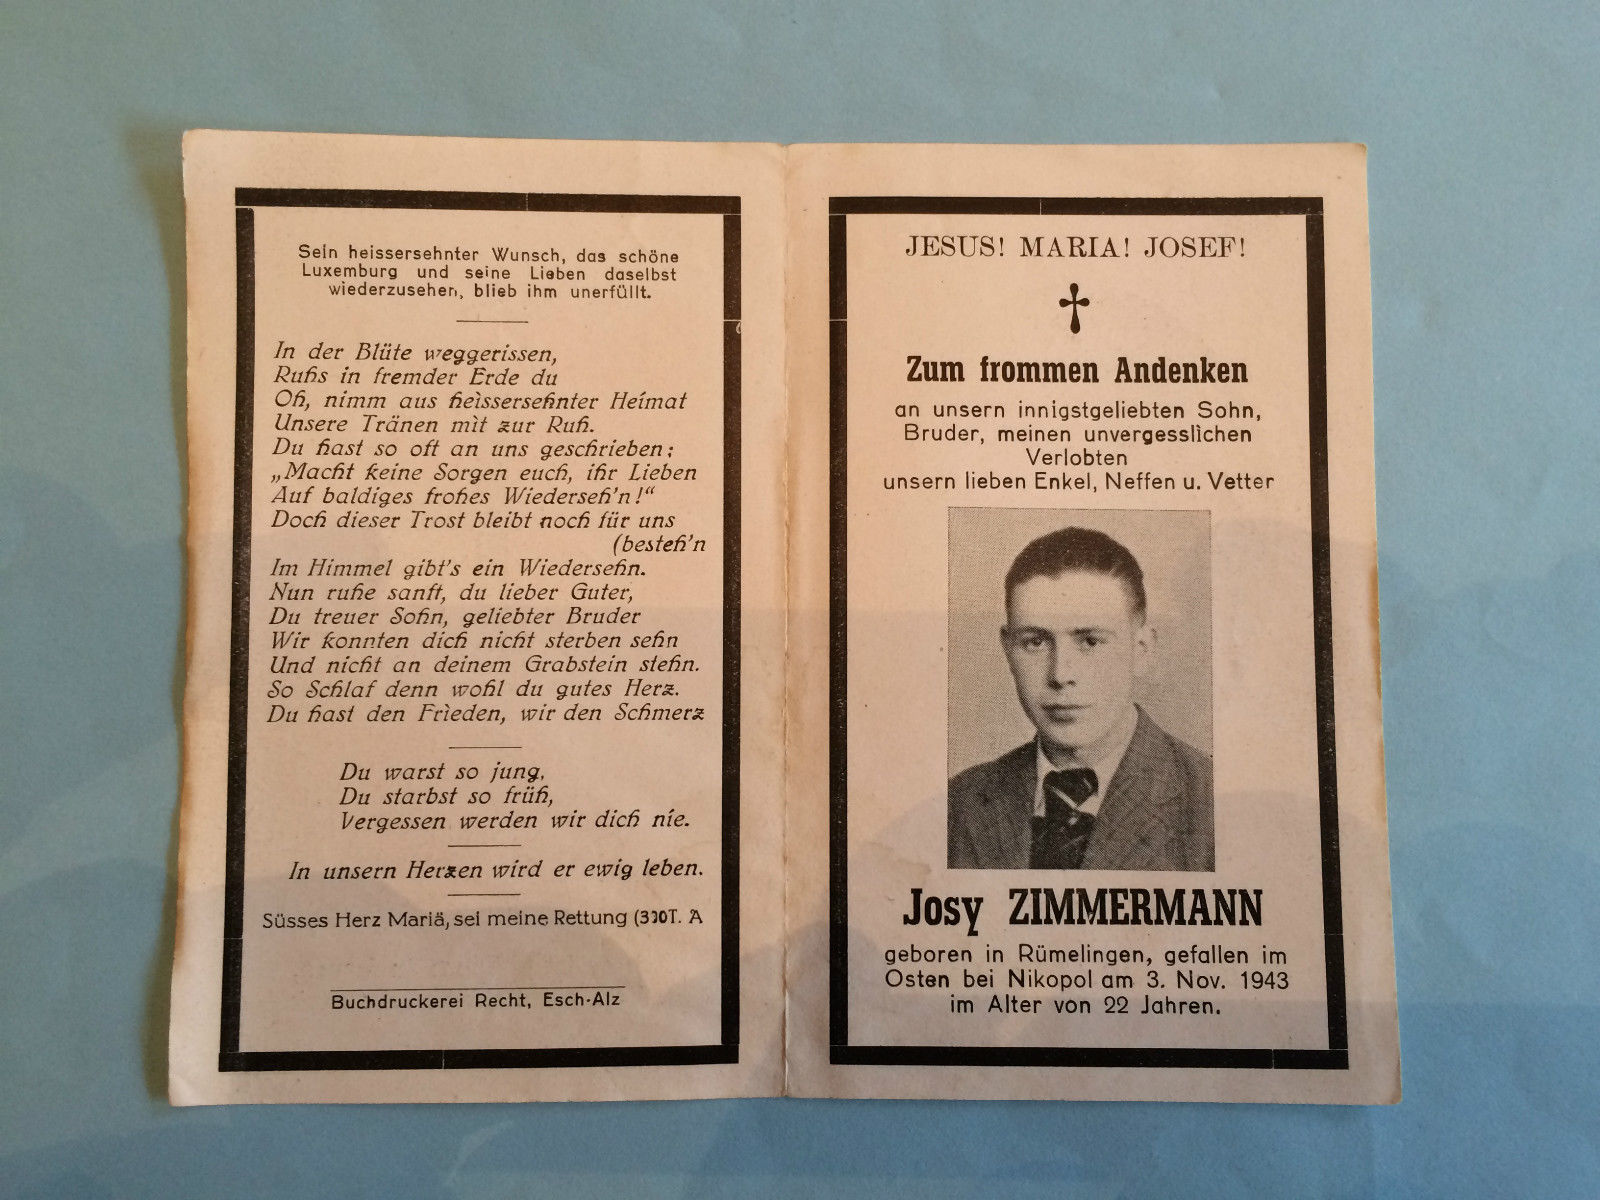 Sein heissersehnter Wunsch, das schöne
Luxemburg und seine Lieben daselbst
wiederzusehen, blieb ihm unerfüllt.
In der Blüte weggerissen,
Ruhs in fremder Erde du
Oh, nimm aus heissersehnter Heimat
Unsere Tränen mit zur Ruh.
Du hast so oft an uns geschrieben:
„Macht keine Sorgen euch, ihr Lieben
Auf baldiges frohes Wiederseh'n!“
Doch dieser Trost bleibt noch für uns
(besteh'n
Im Himmel gibt's ein Wiedersehn.
Nun ruhe sanft, du lieber Guter,
Du treuer Sohn, geliebter Bruder
Wir konnten dich nicht sterben sehn
Und nicht an deinem Grabstein stehn.
So Schlaf denn wohl du gutes Herz.
Du hast den Frieden, wir den Schmerz
Du warst so jung,
Du starbst so früh,
Vergessen werden wir dich nie.
In unsern Herzen wird er ewig leben.
Süsses Herz Mariä, sei meine Rettung (300T. A
Buchdruckerei Recht, Esch-Alz
JESUS! MARIA! JOSEF!
Zum frommen Andenken
an unsern innigstgeliebten Sohn,
Bruder, meinen unvergesslichen
Verlobten
unsern lieben Enkel, Neffen u. Vetter
Josy ZIMMERMANN
geboren in Rümelingen, gefallen im
Osten bei Nikopol am 3. Nov. 1943
im Alter von 22 Jahren.